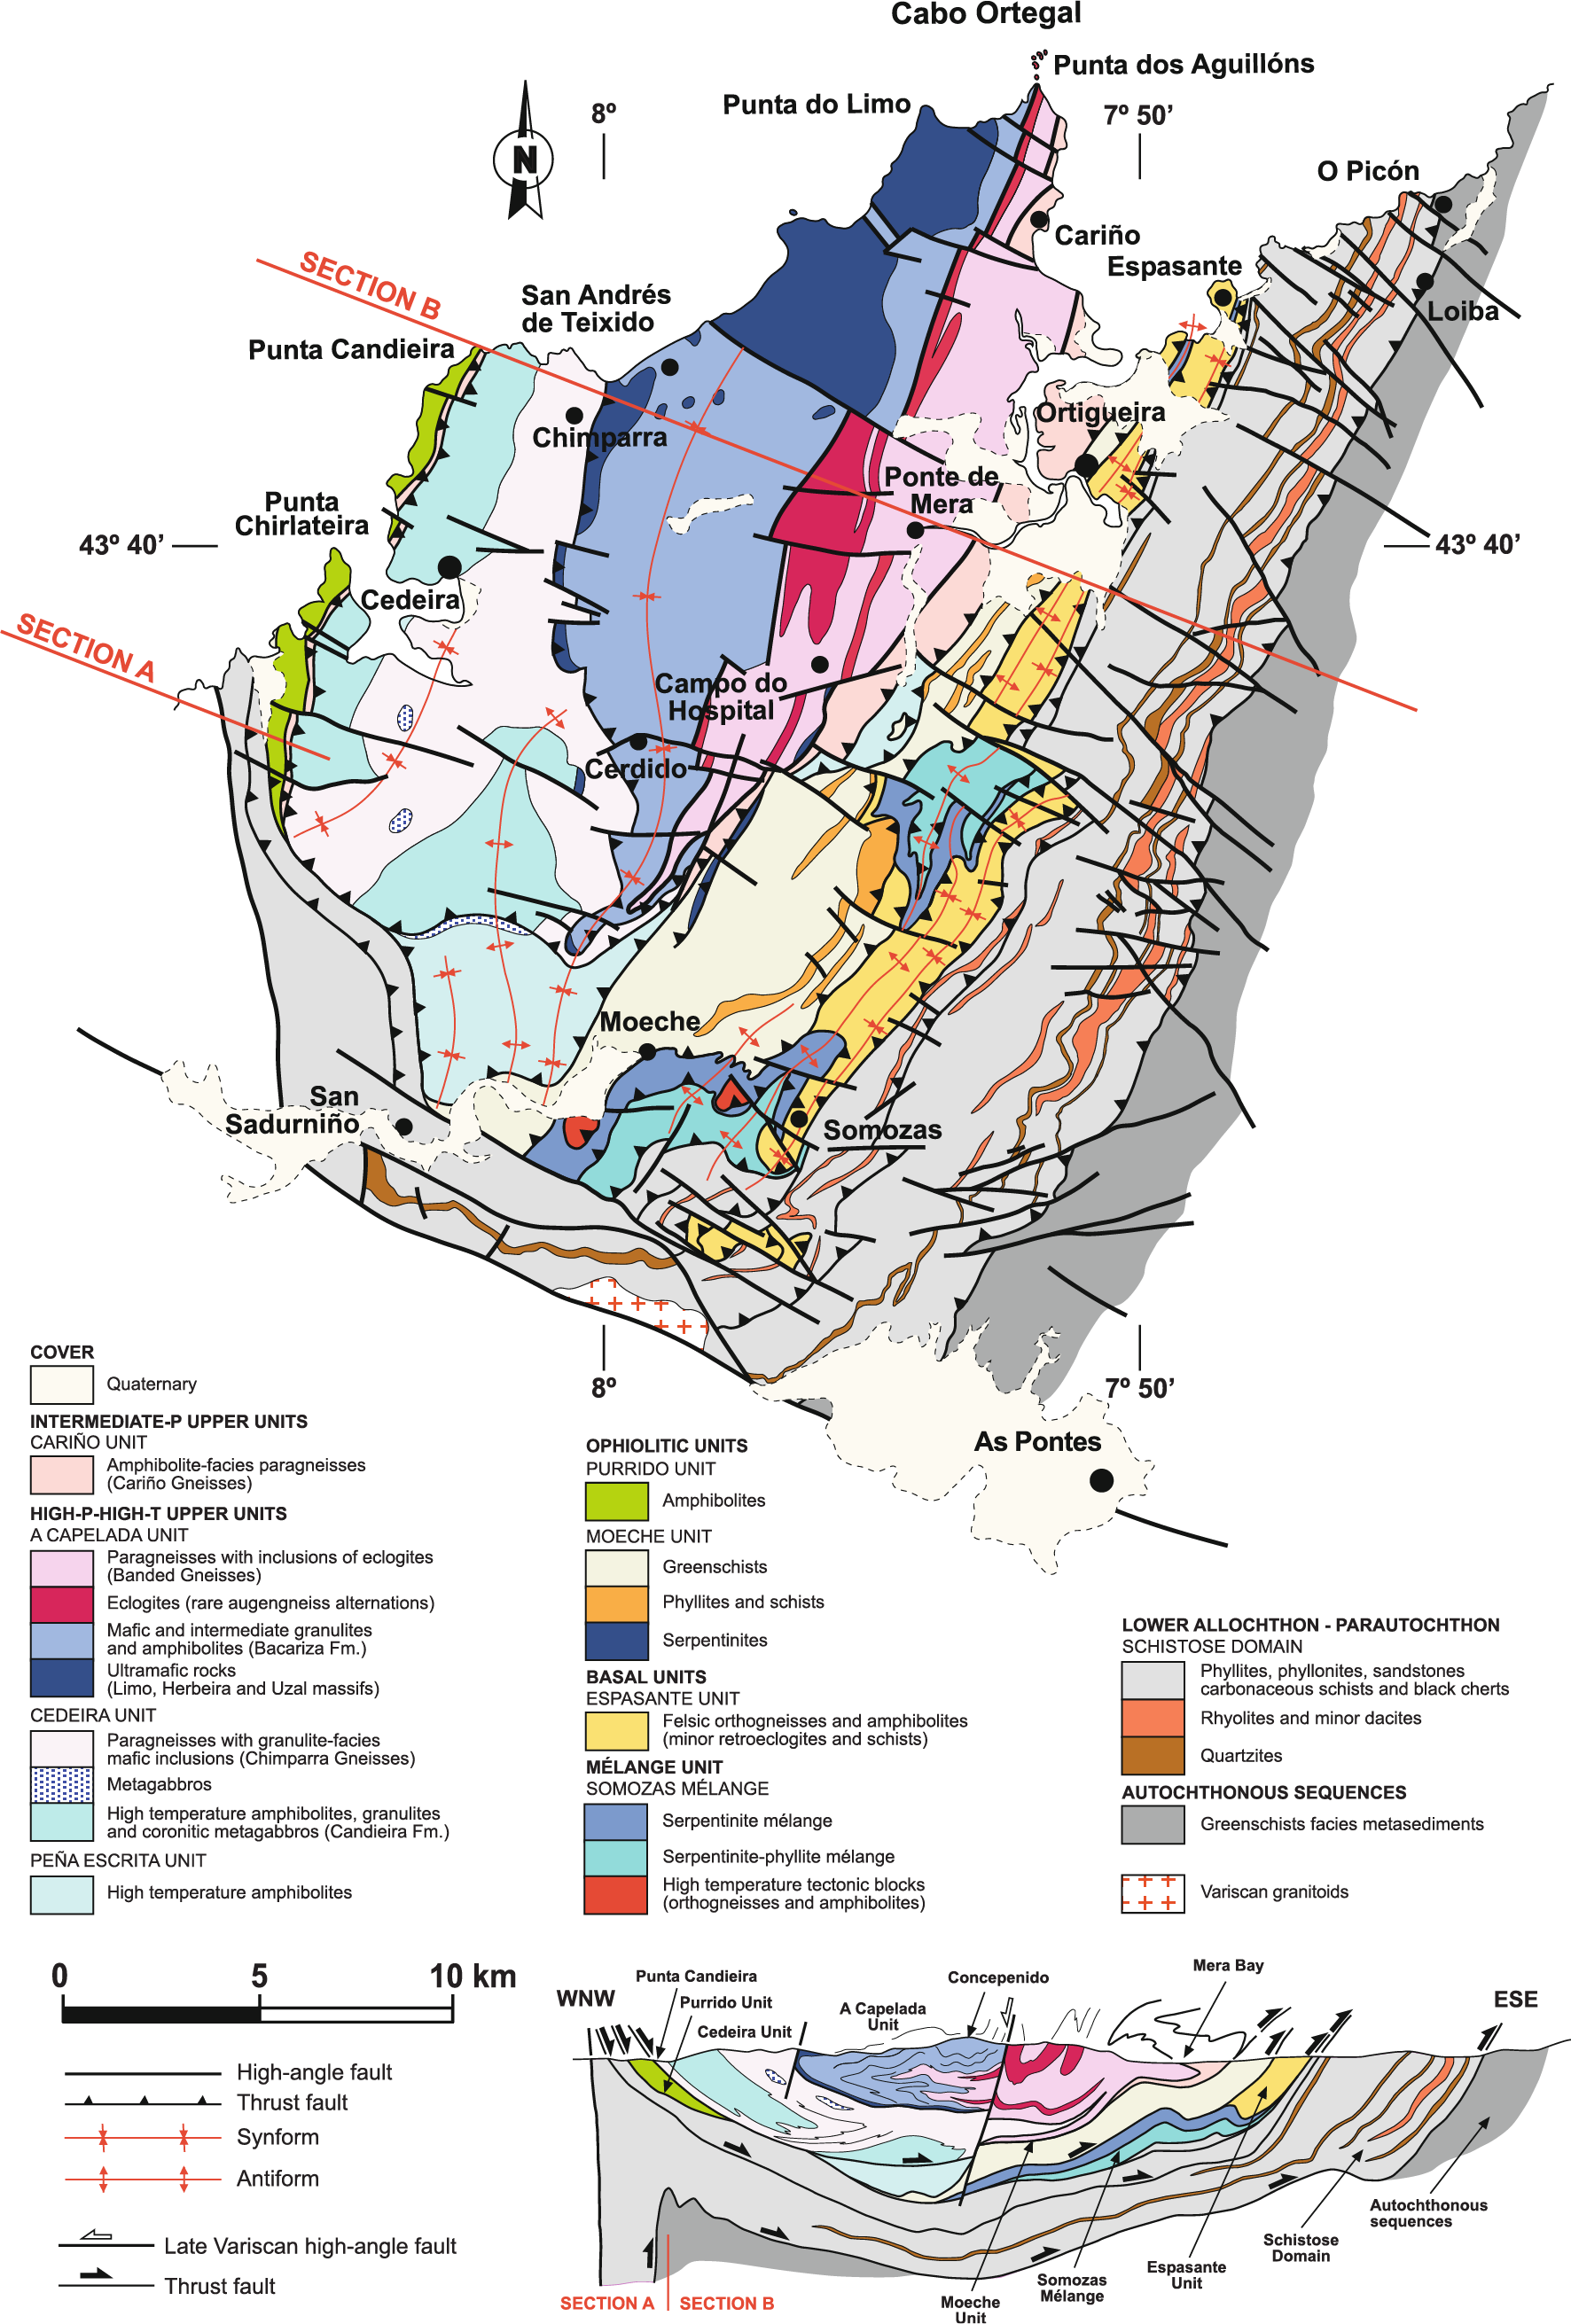 Cabo Ortegal
Punta dos Aguillóns
Punta do Limo
8º
7º 50’
N
O Picón
Cariño
Espasante
SECTION B
San Andrés
de Teixido
Loiba
Punta Candieira
Ortigueira
Chimparra
Ponte de
Mera
Punta
Chirlateira
43º 40’
43º 40’
Cedeira
SECTION A
Campo do
Hospital
Cerdido
Moeche
San
Sadurniño
Somozas
8º
7º 50’
As Pontes
COVER
Quaternary
INTERMEDIATE-P UPPER UNITS
CARIÑO UNIT
Amphibolite-facies paragneisses
(Cariño Gneisses)
HIGH-P-HIGH-T UPPER UNITS
A CAPELADA UNIT
Paragneisses with inclusions of eclogites
(Banded Gneisses)
Eclogites (rare augengneiss alternations)
Mafic and intermediate granulites
and amphibolites (Bacariza Fm.)
Ultramafic rocks
(Limo, Herbeira and Uzal massifs)
CEDEIRA UNIT
Paragneisses with granulite-facies
mafic inclusions (Chimparra Gneisses)
Metagabbros
High temperature amphibolites, granulites
and coronitic metagabbros (Candieira Fm.)
PEÑA ESCRITA UNIT
High temperature amphibolites
OPHIOLITIC UNITS
PURRIDO UNIT
Amphibolites
MOECHE UNIT
Greenschists
Phyllites and schists
Serpentinites
BASAL UNITS
ESPASANTE UNIT
Felsic orthogneisses and amphibolites
(minor retroeclogites and schists)
MÉLANGE UNIT
SOMOZAS MÉLANGE
Serpentinite mélange
Serpentinite-phyllite mélange
High temperature tectonic blocks
(orthogneisses and amphibolites)
LOWER ALLOCHTHON - PARAUTOCHTHON
SCHISTOSE DOMAIN
Phyllites, phyllonites, sandstones
carbonaceous schists and black cherts
Rhyolites and minor dacites
Quartzites
AUTOCHTHONOUS SEQUENCES
Greenschists facies metasediments
Variscan granitoids
0 5 10 km
High-angle fault
Thrust fault
Synform
Antiform
Late Variscan high-angle fault
Thrust fault
WNW
Punta Candieira
Purrido Unit
Cedeira Unit
A Capelada
Unit
Concepenido
Mera Bay
ESE
Autochthonous
sequences
Schistose
Domain
Espasante
Unit
Somozas
Mélange
Moeche
Unit
SECTION A
SECTION B